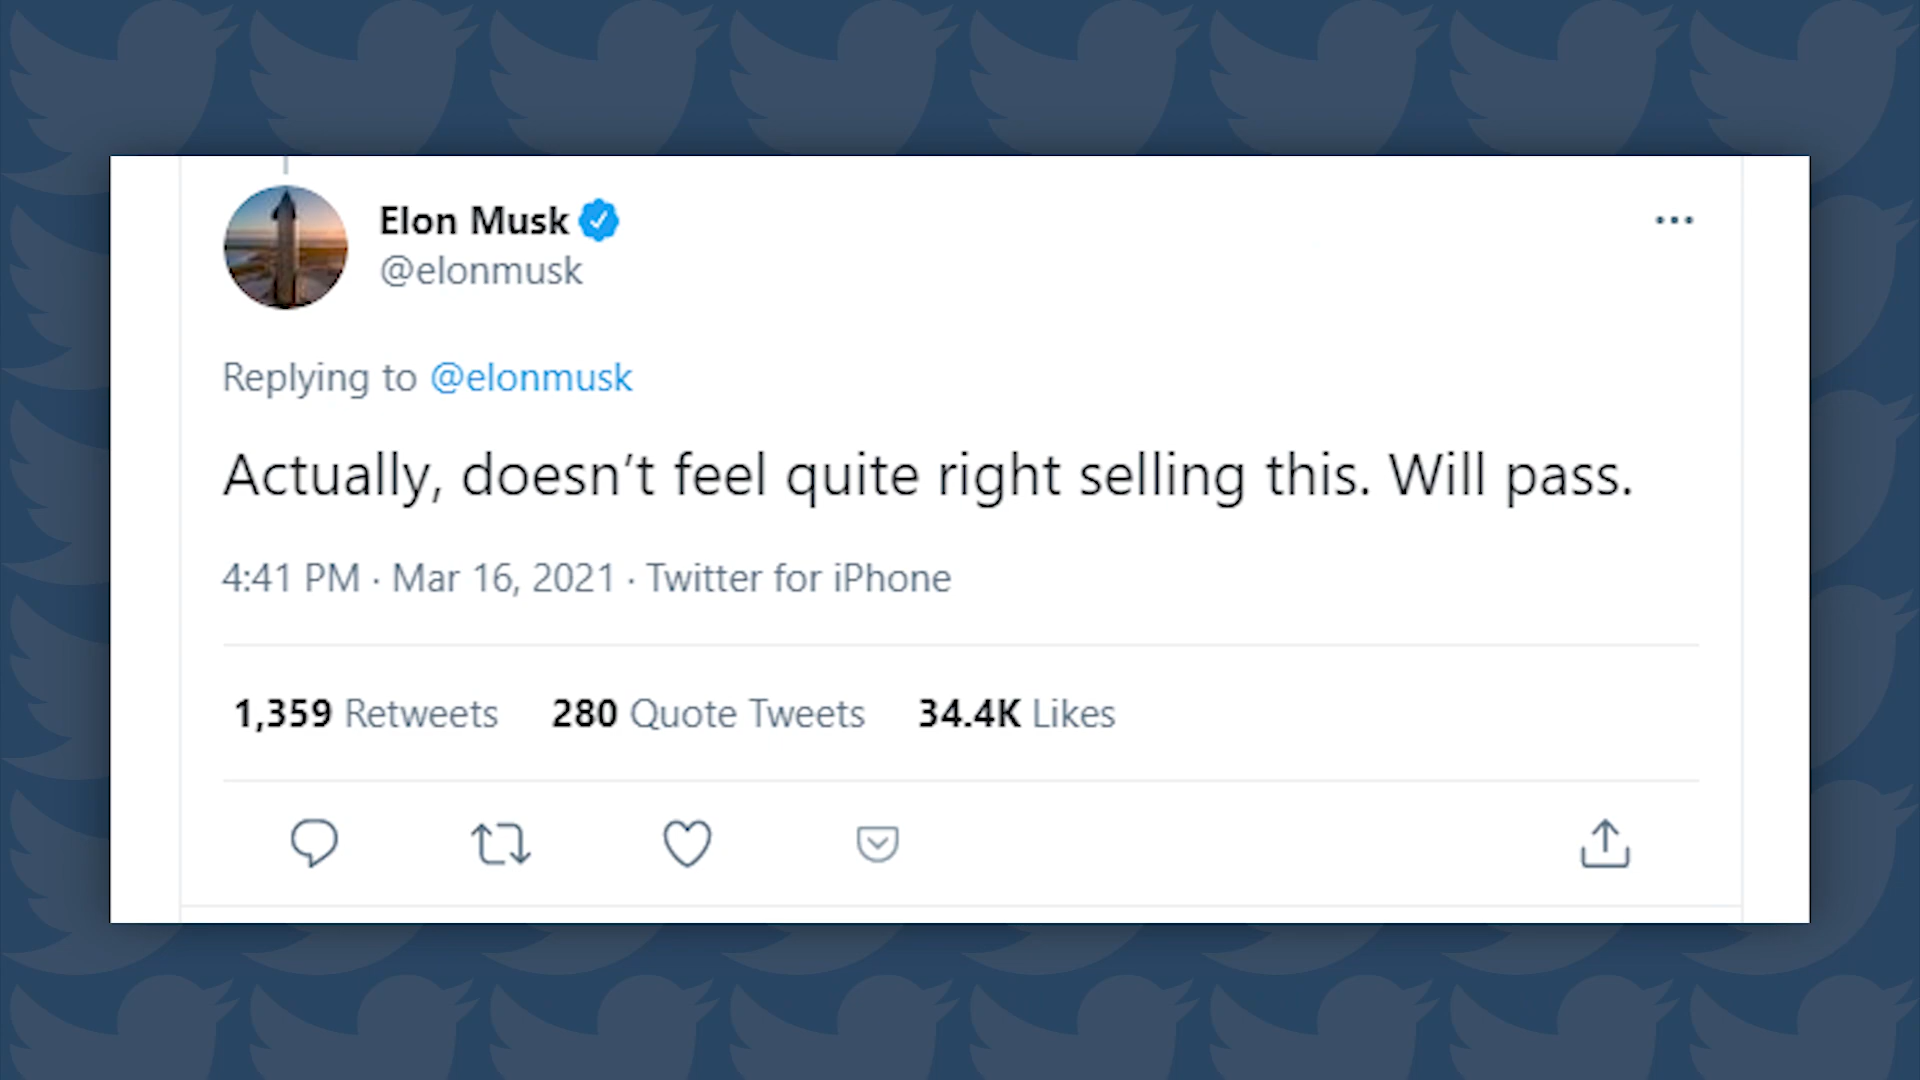 Elon Musk
@elonmusk
Replying to @elonmusk
Actually, doesn’t feel quite right selling this. Will pass.
4:41 PM · Mar 16, 2021 · Twitter for iPhone
1,359 Retweets 280 Quote Tweets 34.4K Likes